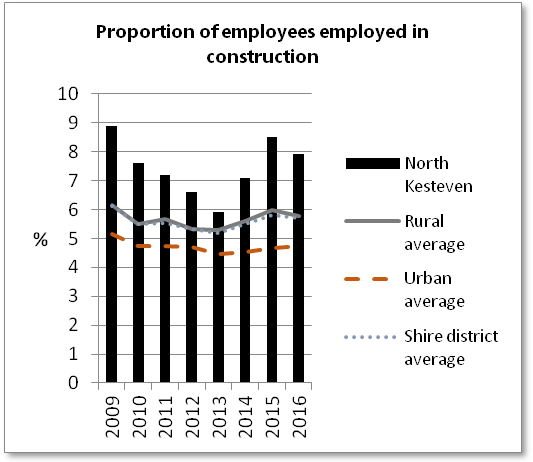 Proportion of employees employed in
construction
10
9
8
7
6
5
4
3
2
1
0
%
2009
2010
2011
2012
2013
2014
2015
2016
North
Kesteven
Rural
average
Urban
average
Shire district
average